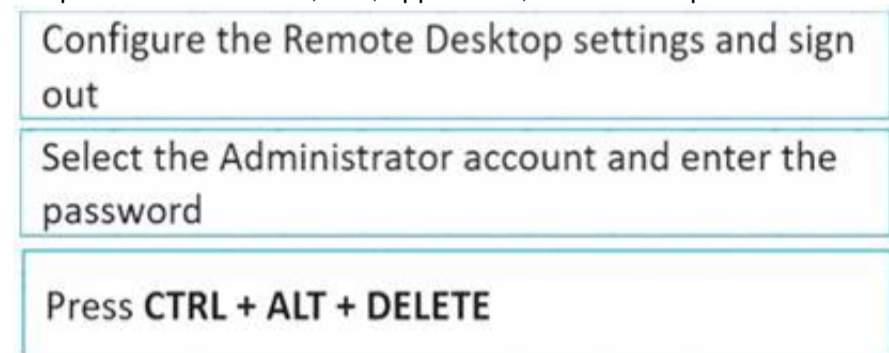 Configure the Remote Desktop settings and sign
out
Select the Administrator account and enter the
password
Press CTRL + ALT + DELETE